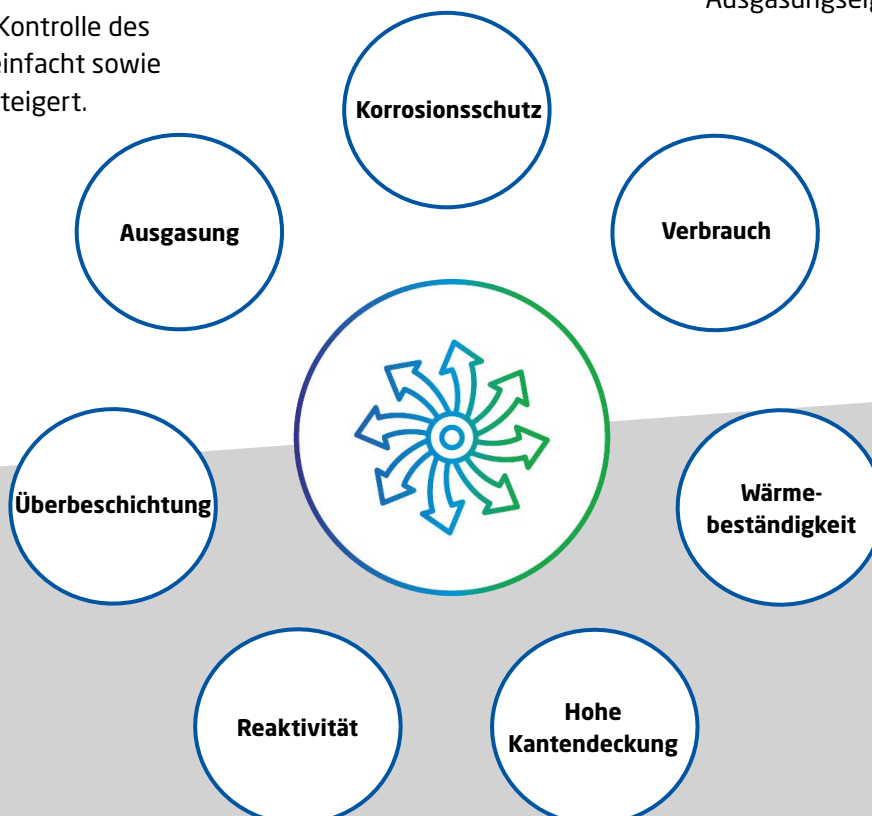 Kontrolle des
einfacht sowie
teigert.
Korrosionsschutz
Ausgasung
Verbrauch
Überbeschichtung
Wärme-
beständigkeit
Reaktivität
Hohe
Kantendeckung